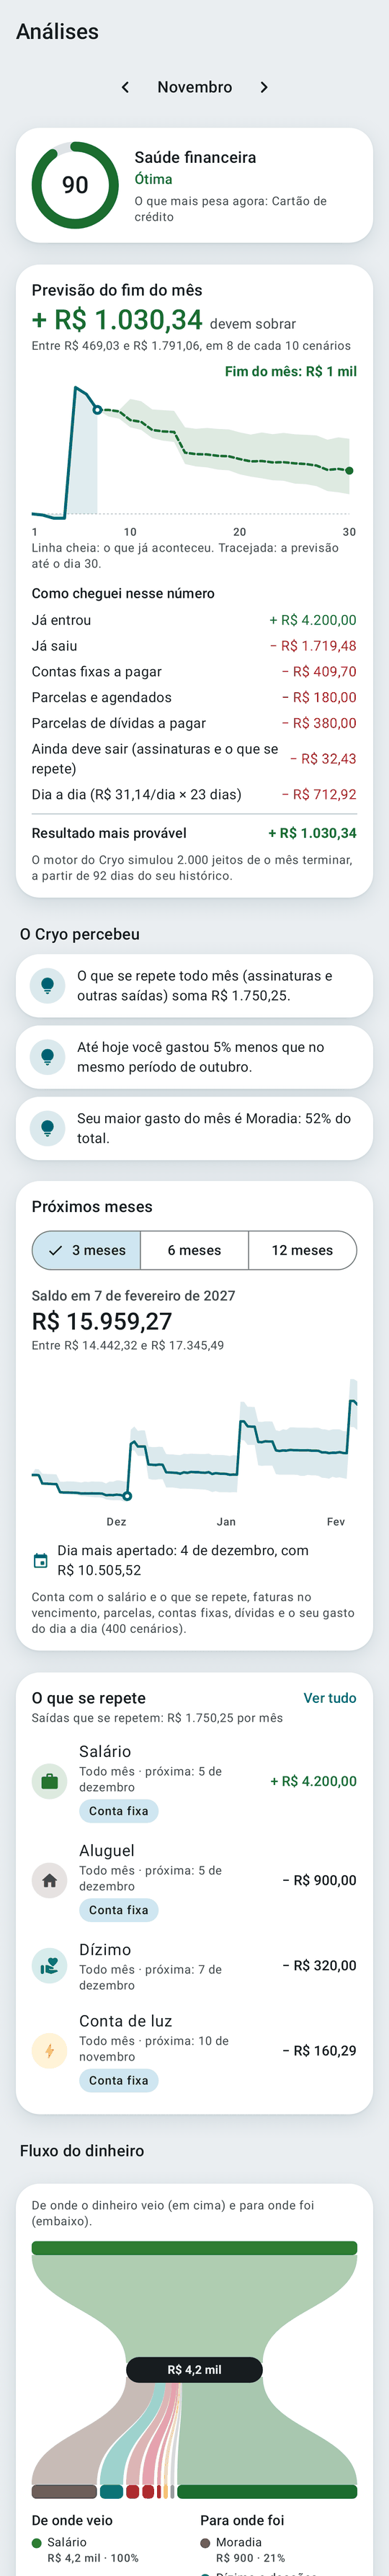 Análises
Novembro
90
Saúde financeira
Ótima
O que mais pesa agora: Cartão de
crédito
Previsão do fim do mês
+ R$ 1.030,34 devem sobrar
Entre R$ 469,03 e R$ 1.791,06, em 8 de cada 10 cenários
Fim do mês: R$ 1 mil
1 10 20 30
Linha cheia: o que já aconteceu. Tracejada: a previsão
até o dia 30.
Como cheguei nesse número
Já entrou + R$ 4.200,00
Já saiu − R$ 1.719,48
Contas fixas a pagar − R$ 409,70
Parcelas e agendados − R$ 180,00
Parcelas de dívidas a pagar − R$ 380,00
Ainda deve sair (assinaturas e o que se
repete) − R$ 32,43
Dia a dia (R$ 31,14/dia × 23 dias) − R$ 712,92
Resultado mais provável + R$ 1.030,34
O motor do Cryo simulou 2.000 jeitos de o mês terminar,
a partir de 92 dias do seu histórico.
O Cryo percebeu
O que se repete todo mês (assinaturas e
outras saídas) soma R$ 1.750,25.
Até hoje você gastou 5% menos que no
mesmo período de outubro.
Seu maior gasto do mês é Moradia: 52% do
total.
Próximos meses
3 meses 6 meses 12 meses
Saldo em 7 de fevereiro de 2027
R$ 15.959,27
Entre R$ 14.442,32 e R$ 17.345,49
Dez Jan Fev
Dia mais apertado: 4 de dezembro, com
R$ 10.505,52
Conta com o salário e o que se repete, faturas no
vencimento, parcelas, contas fixas, dívidas e o seu gasto
do dia a dia (400 cenários).
O que se repete Ver tudo
Saídas que se repetem: R$ 1.750,25 por mês
Salário
Todo mês · próxima: 5 de
dezembro
+ R$ 4.200,00
Conta fixa
Aluguel
Todo mês · próxima: 5 de
dezembro
− R$ 900,00
Conta fixa
Dízimo
Todo mês · próxima: 7 de
dezembro
− R$ 320,00
Conta de luz
Todo mês · próxima: 10 de
novembro
− R$ 160,29
Conta fixa
Fluxo do dinheiro
De onde o dinheiro veio (em cima) e para onde foi
(embaixo).
R$ 4,2 mil
De onde veio
Salário
R$ 4,2 mil · 100%
Para onde foi
Moradia
R$ 900 · 21%